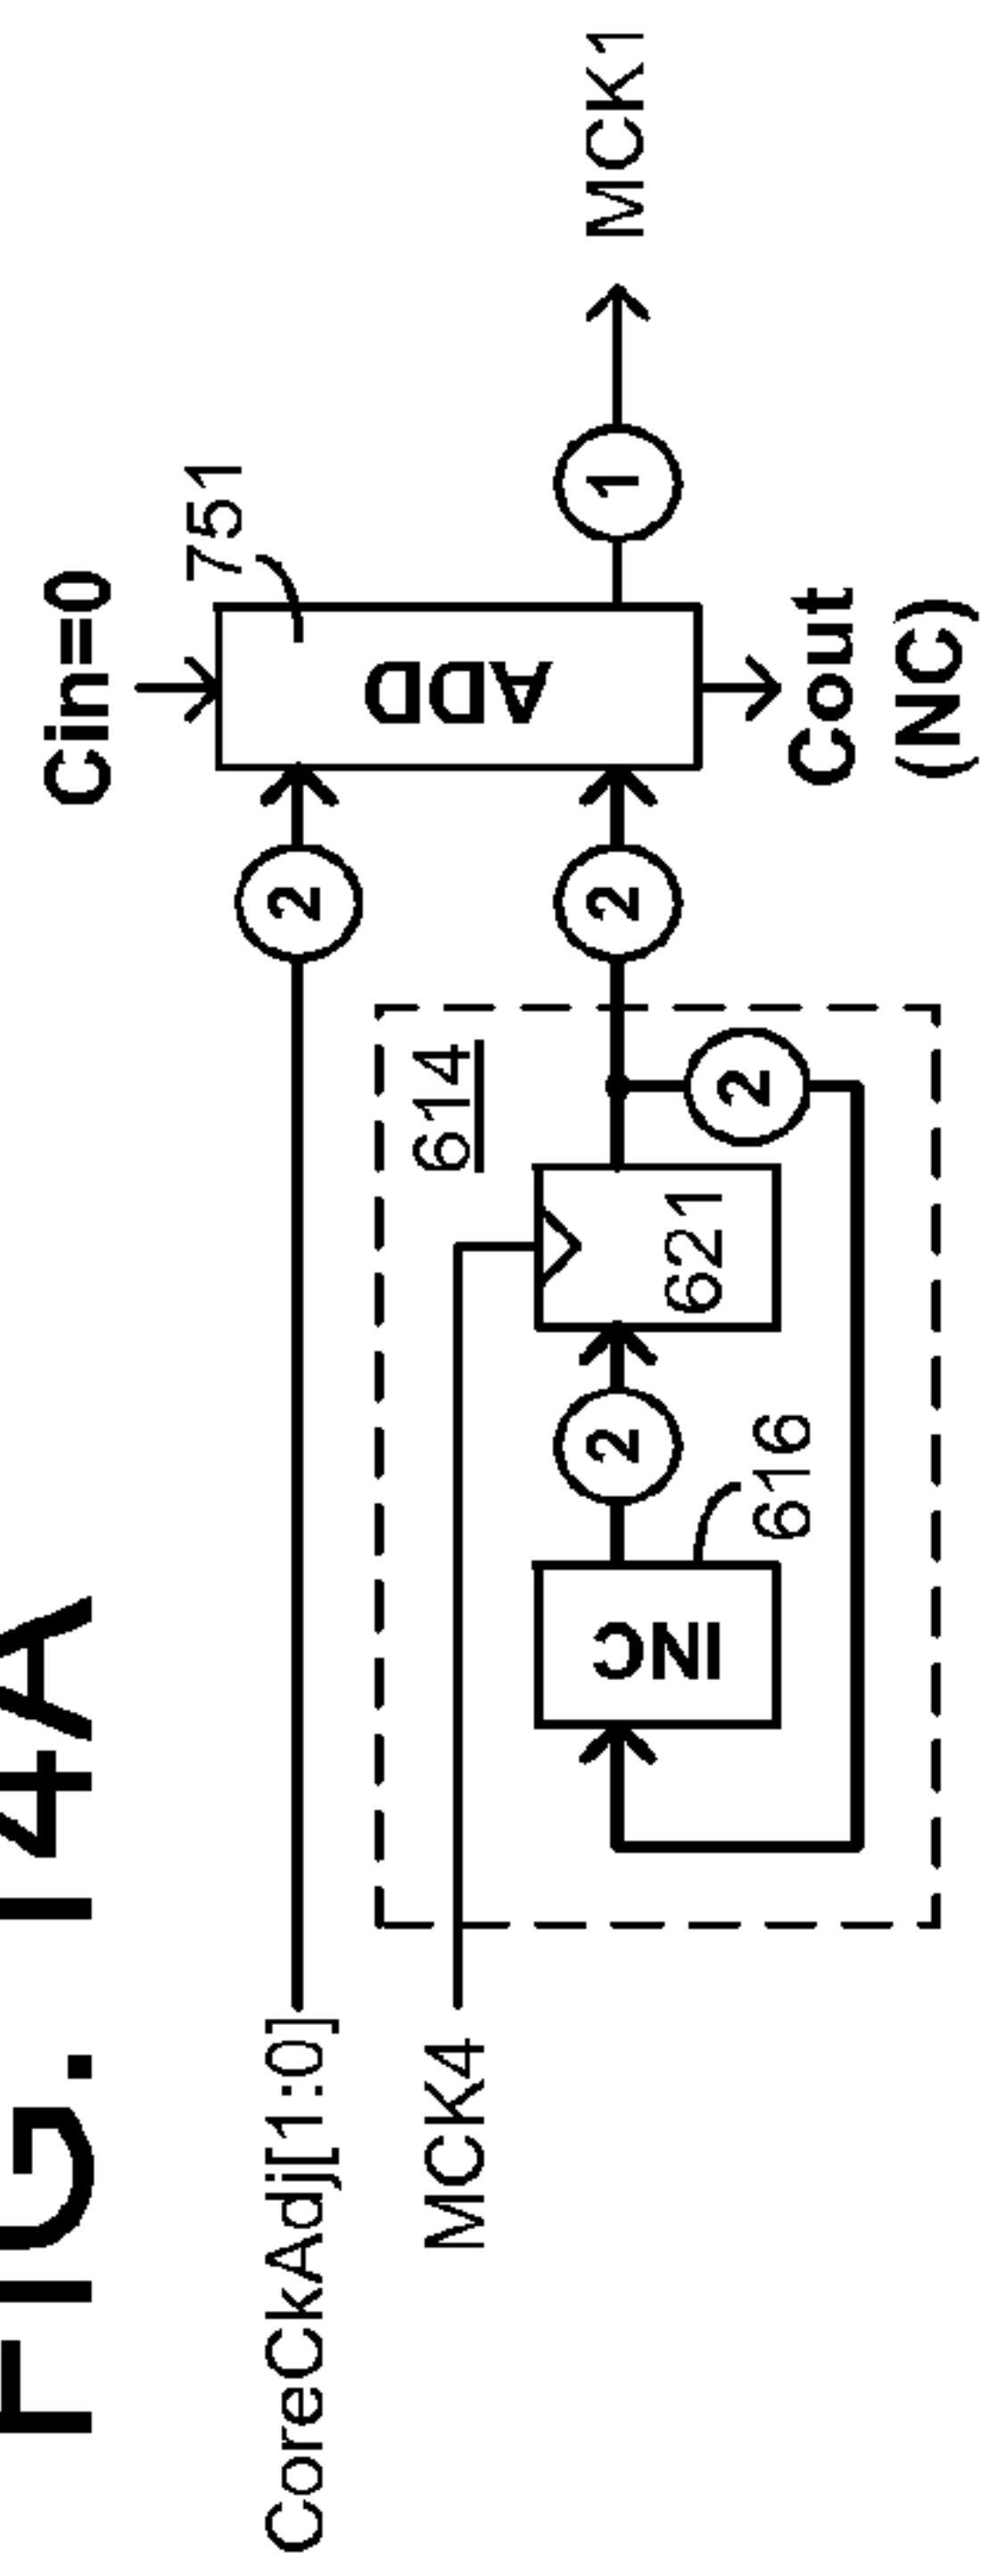 FIG. 14A
Cin=0
751
CoreCkAdj[1:0]
2
ADD
1
MCK1
MCK4
614
2
INC
2
621
616
2
Cout
(NC)